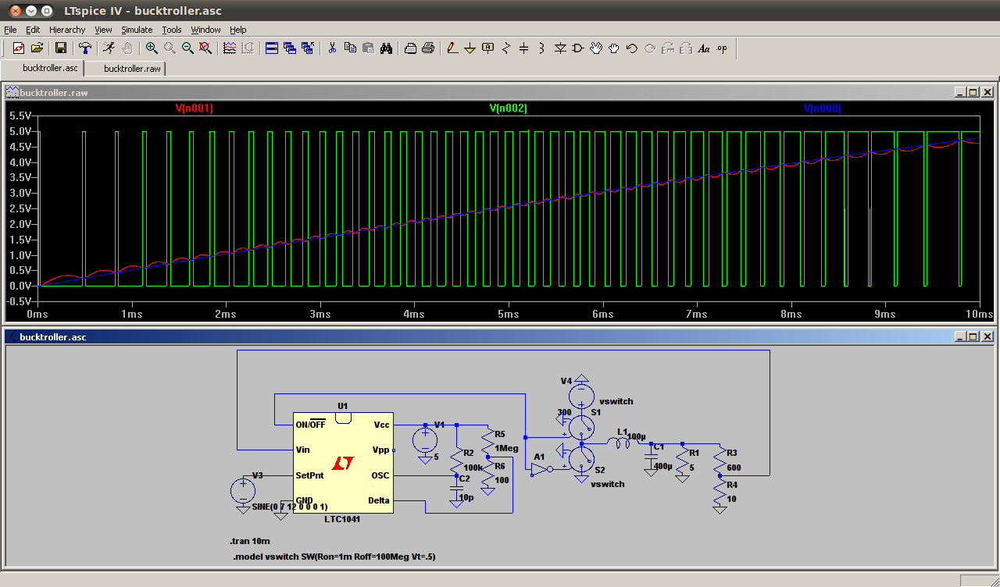 LTspice IV - bucktroller.asc
File Edit Hierarchy View Simulate Tools Window Help
A Aa .op
bucktroller.asc bucktroller.raw
bucktroller.raw
V(n001) V(n002) V(n008)
5.5V
5.0V
4.5V
4.0V
3.5V
3.0V
2.5V
2.0V
1.5V
1.0V
0.5V
0.0V
-0.5V
0ms 1ms 2ms 3ms 4ms 5ms 6ms 7ms 8ms 9ms 10ms
bucktroller.asc
U1
ON/OFF Vcc
Vin Vpp
SetPnt OSC
GND Delta
LTC1041
V3
SINE(0 7 12 0 0 0 1)
V1
5
R2
100k
C2
10p
R5
1Meg
R6
100
A1
V4
300
vswitch
S1
S2
vswitch
L1
100µ
C1
400µ
R1
5
R3
600
R4
10
.tran 10m
.model vswitch SW(Ron=1m Roff=100Meg Vt=.5)